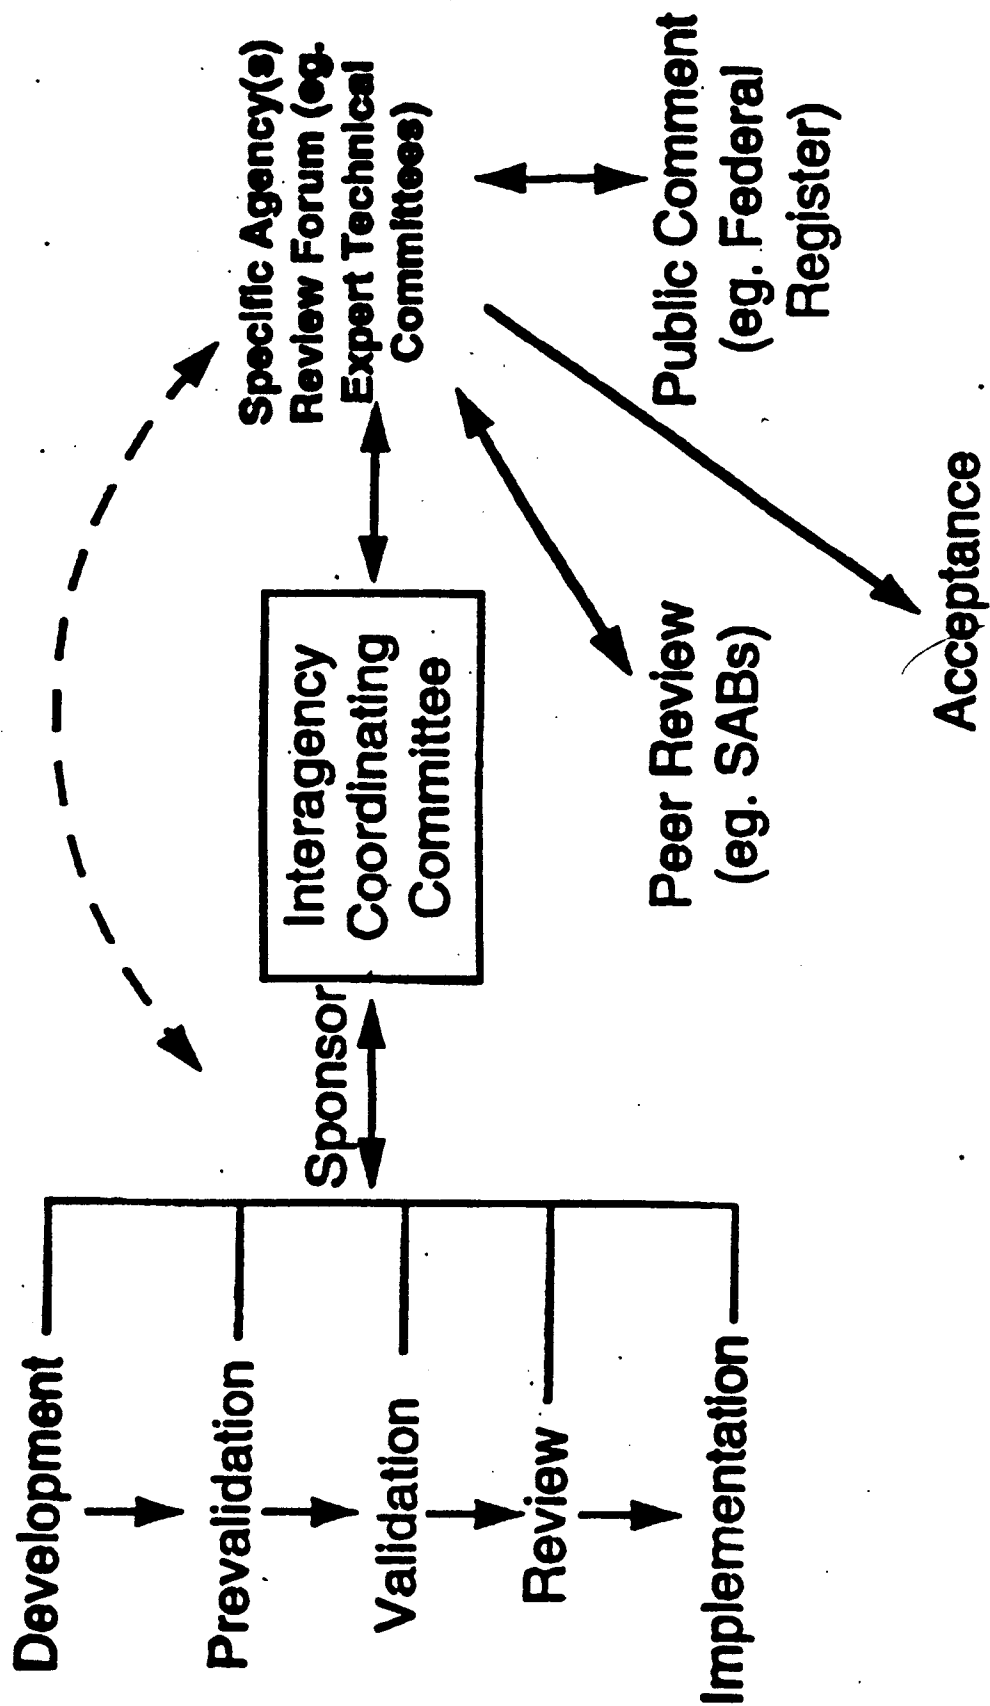 Development
Prevalidation
Validation
Review
Implementation
Sponsor
Interagency
Coordinating
Committee
Specific Agency(s)
Review Forum (eg.
Expert Technical
Committees)
Peer Review
(eg. SABs)
Public Comment
(eg. Federal
Register)
Acceptance